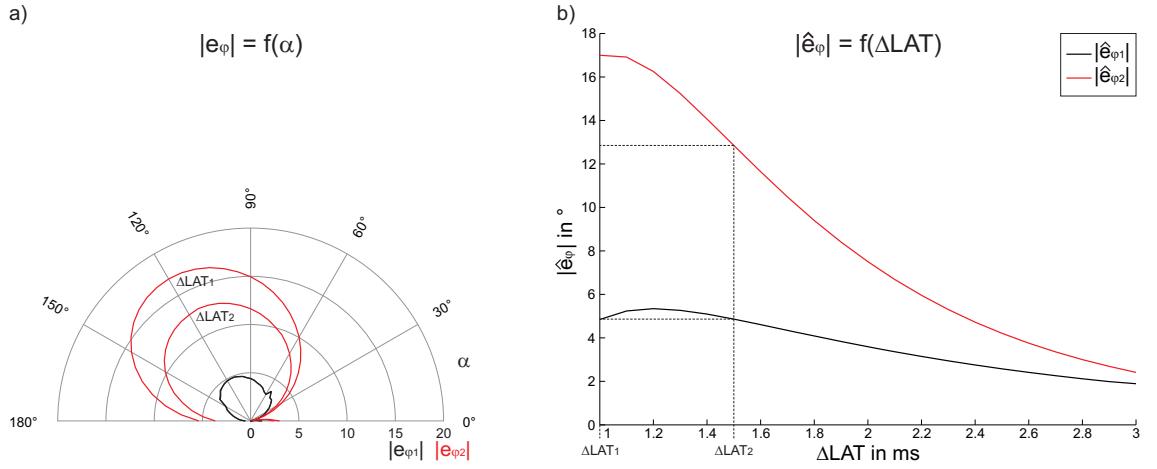 a)
|eφ| = f(α)
90°
120°
60°
150°
30°
ΔLAT1
ΔLAT2
α
180°
0°
0 5 10 15 20
|eφ1| |eφ2|
b)
|êφ| = f(ΔLAT)
|êφ1|
|êφ2|
|êφ| in °
18
16
14
12
10
8
6
4
2
0
1 1.2 1.4 1.6 1.8 2 2.2 2.4 2.6 2.8 3
ΔLAT1 ΔLAT2 ΔLAT in ms